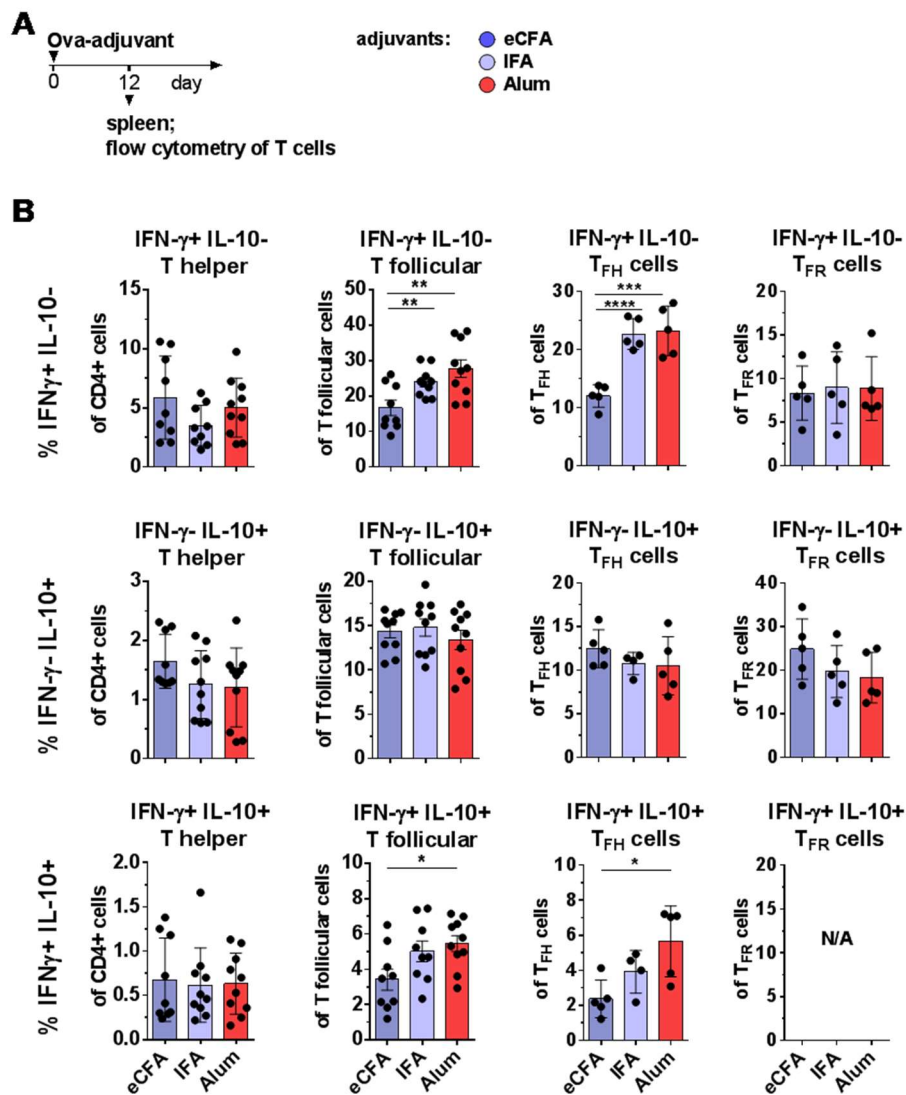 A
Ova-adjuvant
0 12 day
spleen;
flow cytometry of T cells
adjuvants:
eCFA
IFA
Alum
B
% IFNγ+ IL-10-
IFN-γ+ IL-10-
T helper
of CD4+ cells
15
10
5
0
IFN-γ+ IL-10-
T follicular
of T follicular cells
50
40
30
20
10
0
**
**
IFN-γ+ IL-10-
TFH cells
of TFH cells
30
20
10
0
***
****
IFN-γ+ IL-10-
TFR cells
of TFR cells
20
15
10
5
0
% IFN-γ- IL-10+
IFN-γ- IL-10+
T helper
of CD4+ cells
3
2
1
0
IFN-γ- IL-10+
T follicular
of T follicular cells
20
15
10
5
0
IFN-γ- IL-10+
TFH cells
of TFH cells
20
15
10
5
0
IFN-γ- IL-10+
TFR cells
of TFR cells
40
30
20
10
0
% IFNγ+ IL-10+
IFN-γ+ IL-10+
T helper
of CD4+ cells
2.0
1.5
1.0
0.5
0.0
eCFA IFA Alum
IFN-γ+ IL-10+
T follicular
of T follicular cells
10
8
6
4
2
0
*
eCFA IFA Alum
IFN-γ+ IL-10+
TFH cells
of TFH cells
10
8
6
4
2
0
*
eCFA IFA Alum
IFN-γ+ IL-10+
TFR cells
of TFR cells
20
15
10
5
0
N/A
eCFA IFA Alum